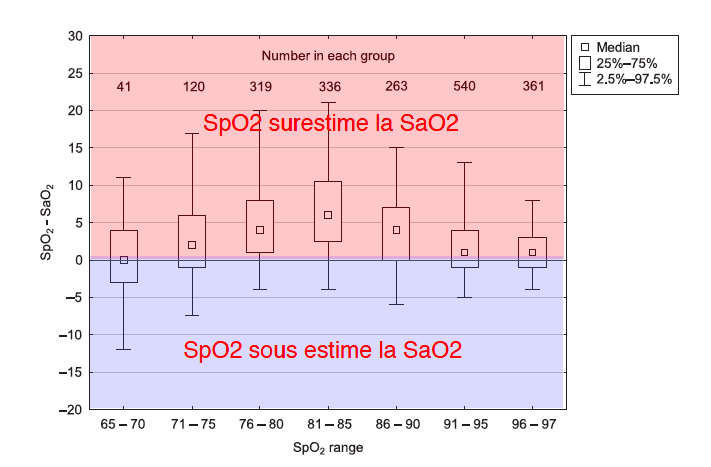 30
Number in each group
25
41 120 319 336 263 540 361
20
SpO2 surestime la SaO2
15
10
5
0
–5
–10
SpO2 sous estime la SaO2
–15
–20
SpO₂ - SaO₂
65 – 70 71 – 75 76 – 80 81 – 85 86 – 90 91 – 95 96 – 97
SpO₂ range
Median
25%–75%
2.5%–97.5%